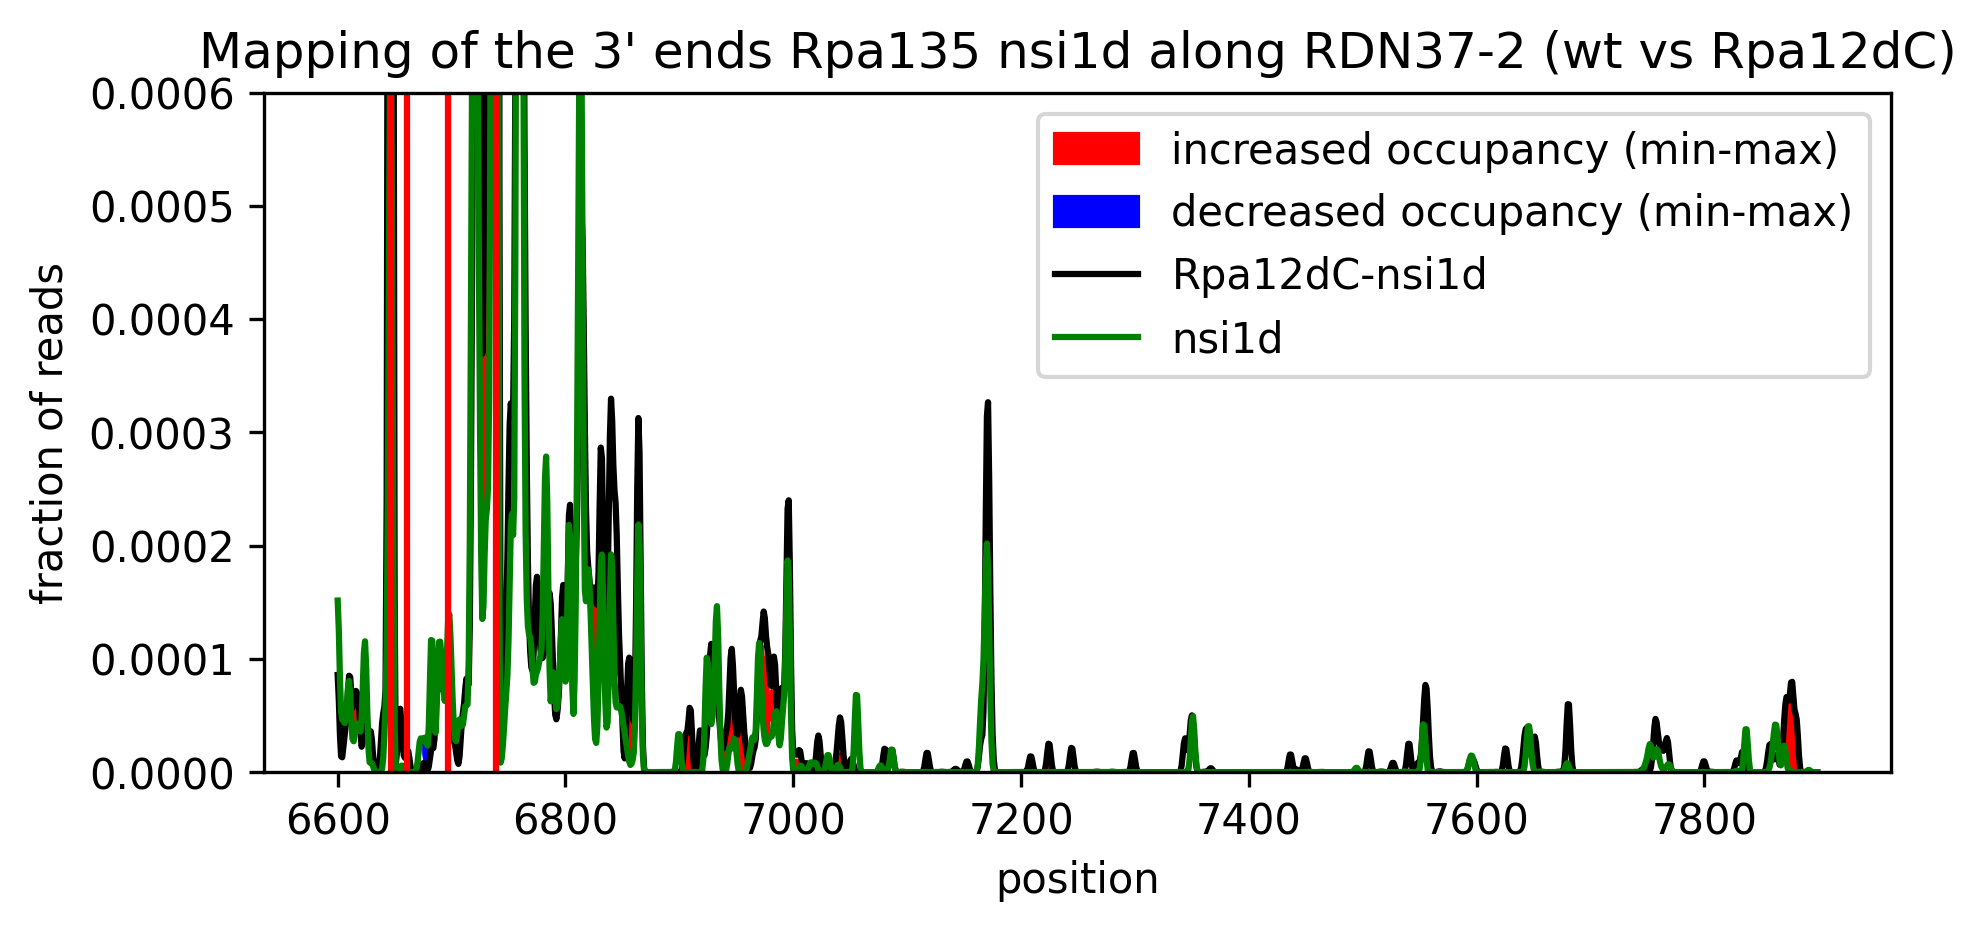 Mapping of the 3' ends Rpa135 nsi1d along RDN37-2 (wt vs Rpa12dC)
0.0006
0.0005
0.0004
0.0003
0.0002
0.0001
0.0000
fraction of reads
increased occupancy (min-max)
decreased occupancy (min-max)
Rpa12dC-nsi1d
nsi1d
6600 6800 7000 7200 7400 7600 7800
position